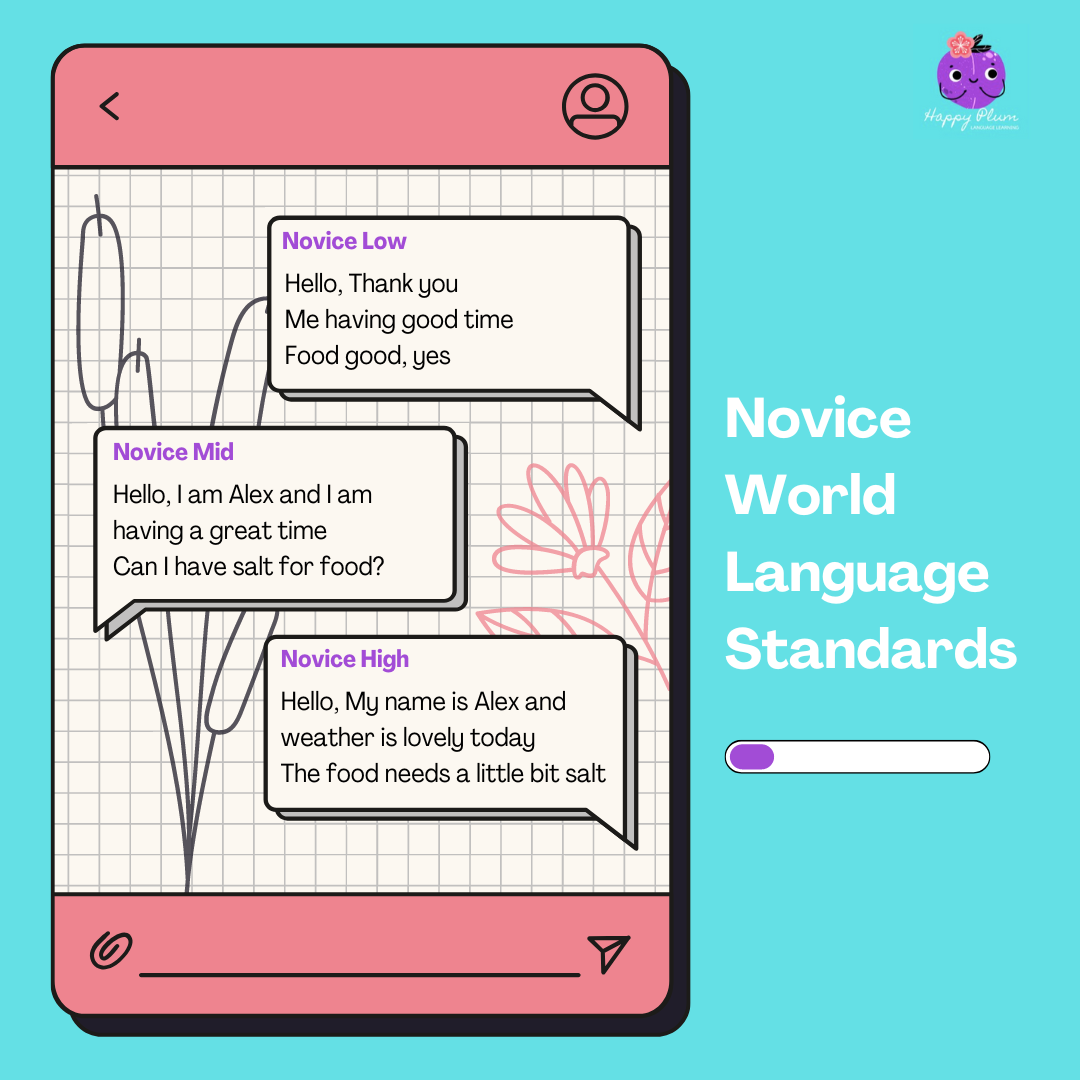 Happy Plum
LANGUAGE LEARNING
Novice Low
Hello, Thank you
Me having good time
Food good, yes
Novice Mid
Hello, I am Alex and I am
having a great time
Can I have salt for food?
Novice High
Hello, My name is Alex and
weather is lovely today
The food needs a little bit salt
Novice
World
Language
Standards